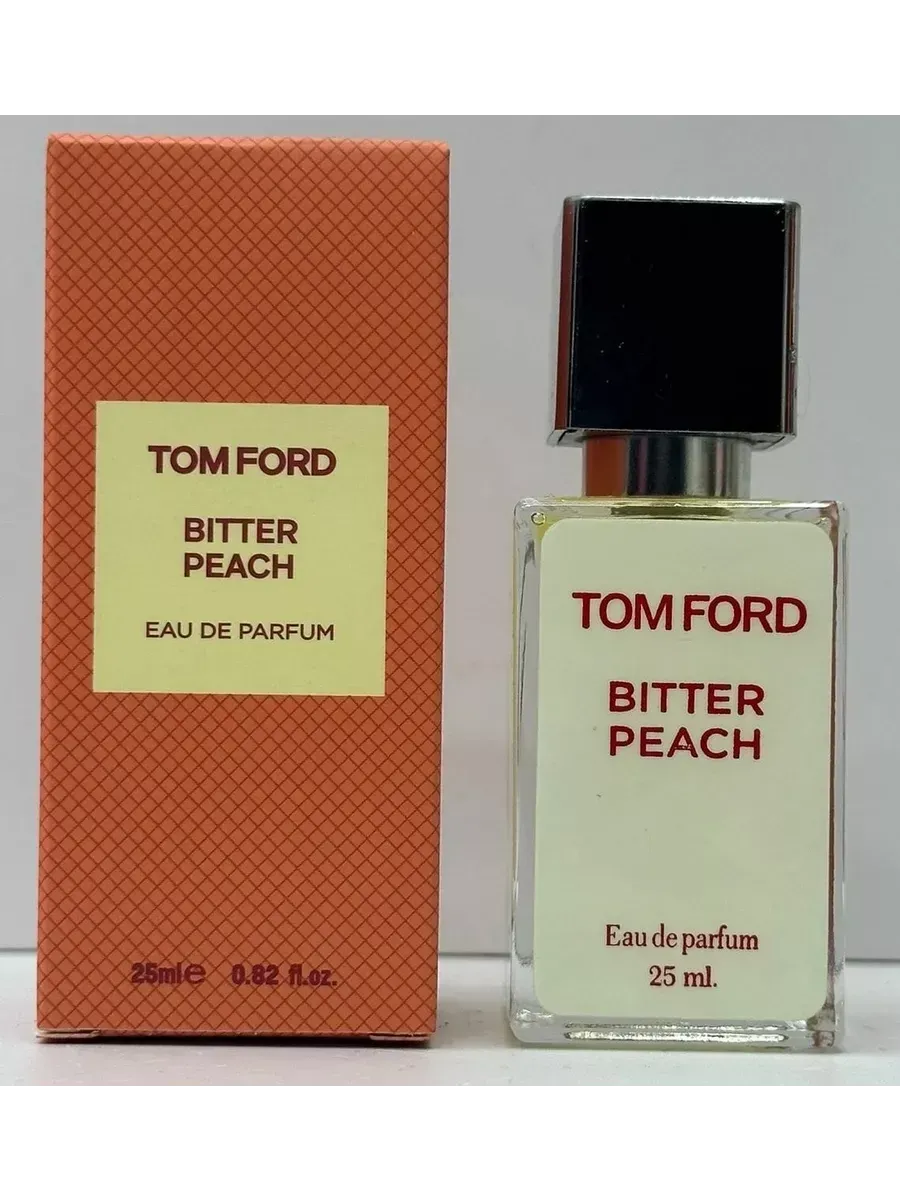 TOM FORD
BITTER
PEACH
EAU DE PARFUM
25ml℮ 0.82 fl.oz.
TOM FORD
BITTER
PEACH
Eau de parfum
25 ml.